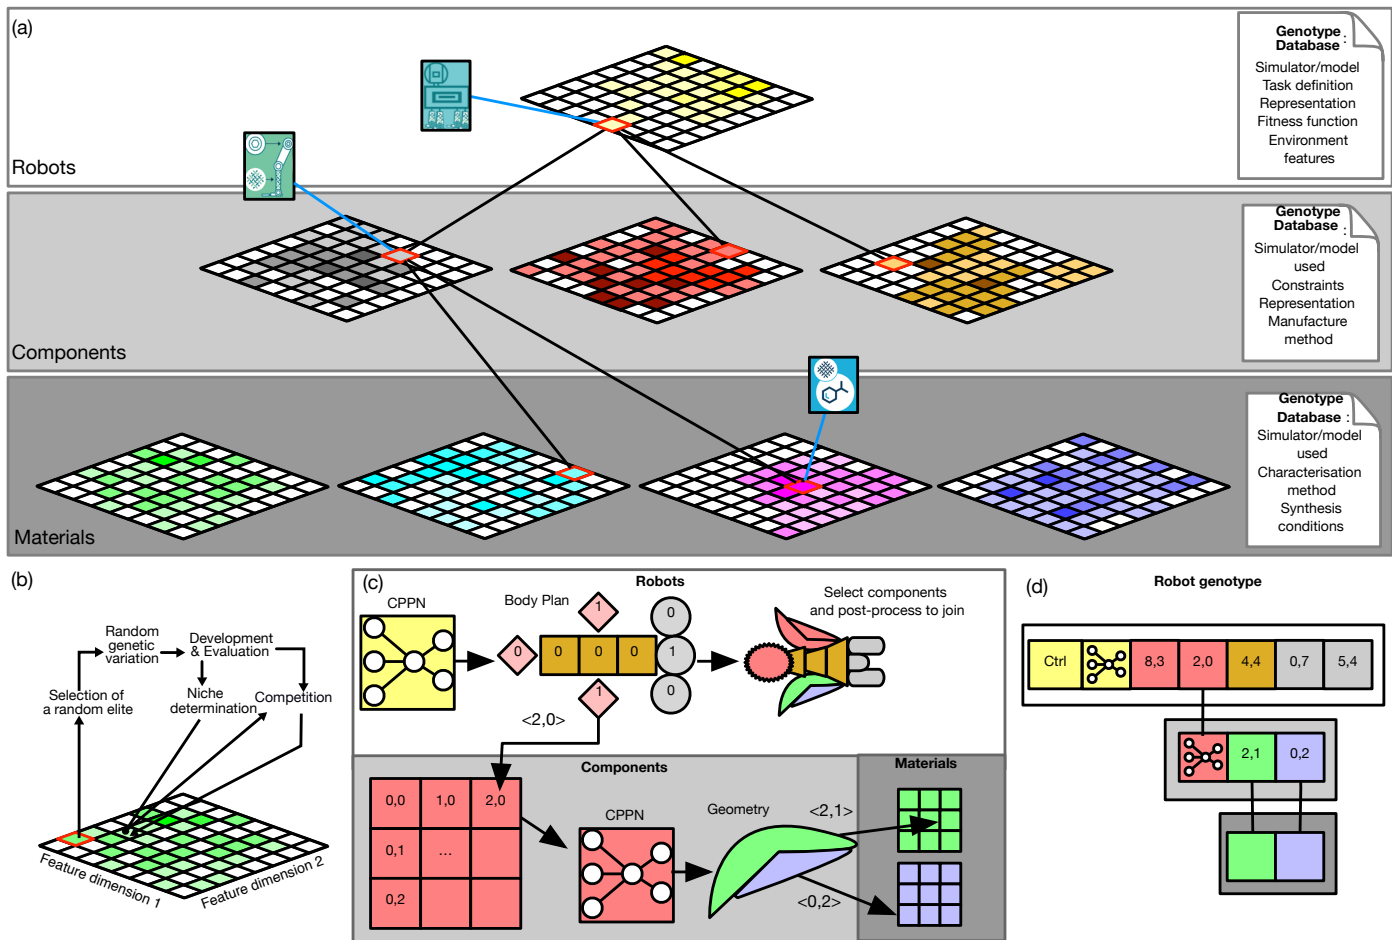 (a)
Genotype
Database :
Simulator/model
Task definition
Representation
Fitness function
Environment
features
Robots
Genotype
Database :
Simulator/model
used
Constraints
Representation
Manufacture
method
Components
Genotype
Database :
Simulator/model
used
Characterisation
method
Synthesis
conditions
Materials
(b)
Random
genetic
variation
Development
& Evaluation
Selection of
a random elite
Niche
determination
Competition
Feature dimension 1
Feature dimension 2
(c)
Robots
CPPN
Body Plan
Select components
and post-process to join
1
0
0
0
0
0
1
0
1
<2,0>
Components
Materials
0,0
1,0
2,0
0,1
...
0,2
CPPN
Geometry
<2,1>
<0,2>
(d)
Robot genotype
Ctrl
8,3
2,0
4,4
0,7
5,4
2,1
0,2